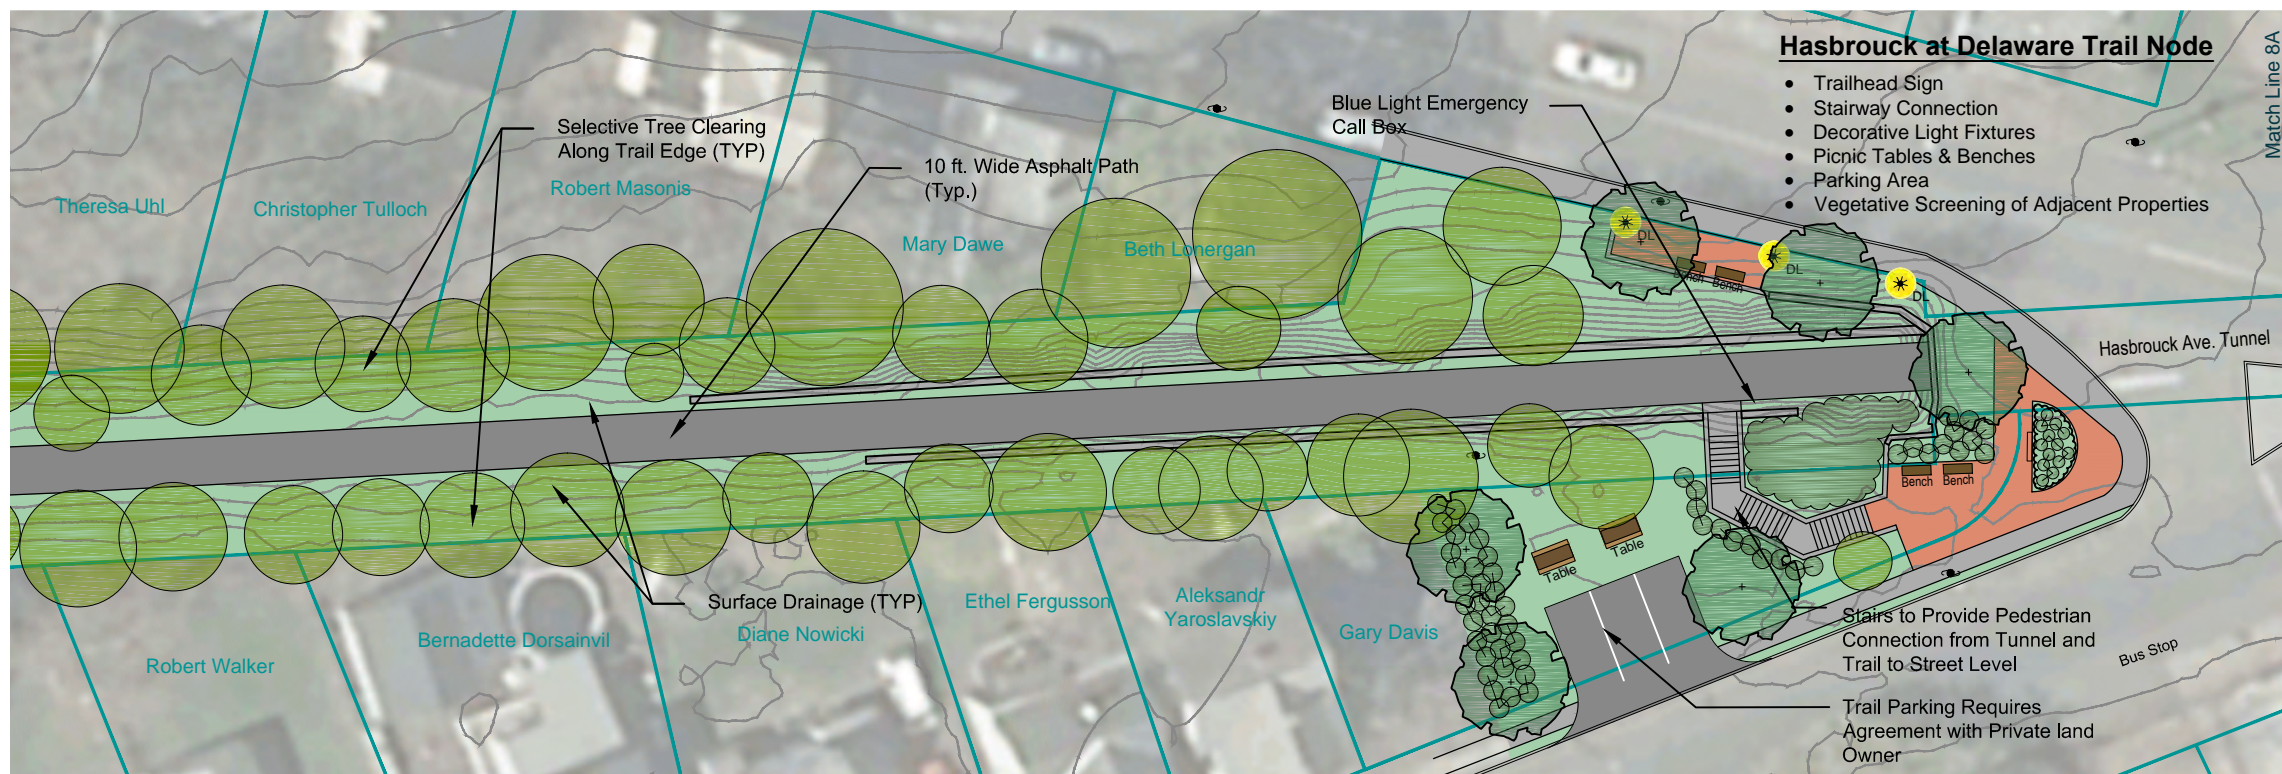 Hasbrouck at Delaware Trail Node
• Trailhead Sign
• Stairway Connection
• Decorative Light Fixtures
• Picnic Tables & Benches
• Parking Area
• Vegetative Screening of Adjacent Properties
Match Line 8A
Blue Light Emergency
Call Box
Selective Tree Clearing
Along Trail Edge (TYP)
10 ft. Wide Asphalt Path
(Typ.)
Theresa Uhl
Christopher Tulloch
Robert Masonis
Mary Dawe
Beth Lonergan
DL
DL
DL
Bench
Bench
Hasbrouck Ave. Tunnel
Bench
Bench
Table
Table
Surface Drainage (TYP)
Robert Walker
Bernadette Dorsainvil
Diane Nowicki
Ethel Fergusson
Aleksandr
Yaroslavskiy
Gary Davis
Stairs to Provide Pedestrian
Connection from Tunnel and
Trail to Street Level
Bus Stop
Trail Parking Requires
Agreement with Private land
Owner